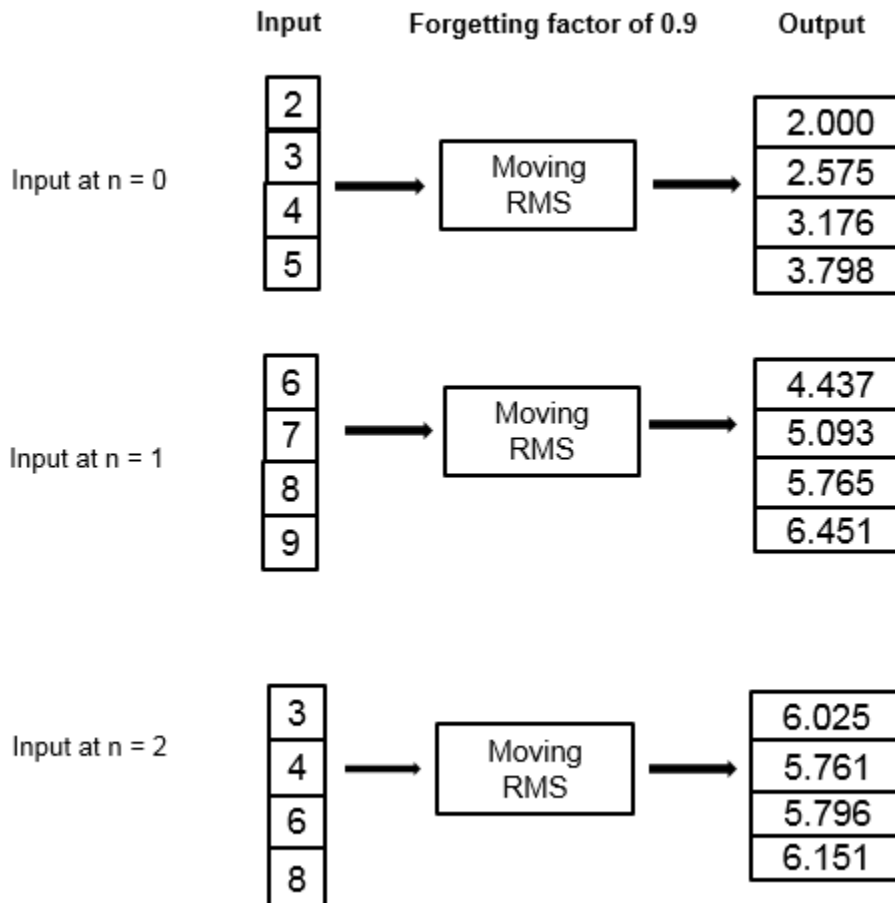 Input Forgetting factor of 0.9 Output
Input at n = 0
2
3
4
5
Moving
RMS
2.000
2.575
3.176
3.798
Input at n = 1
6
7
8
9
Moving
RMS
4.437
5.093
5.765
6.451
Input at n = 2
3
4
6
8
Moving
RMS
6.025
5.761
5.796
6.151